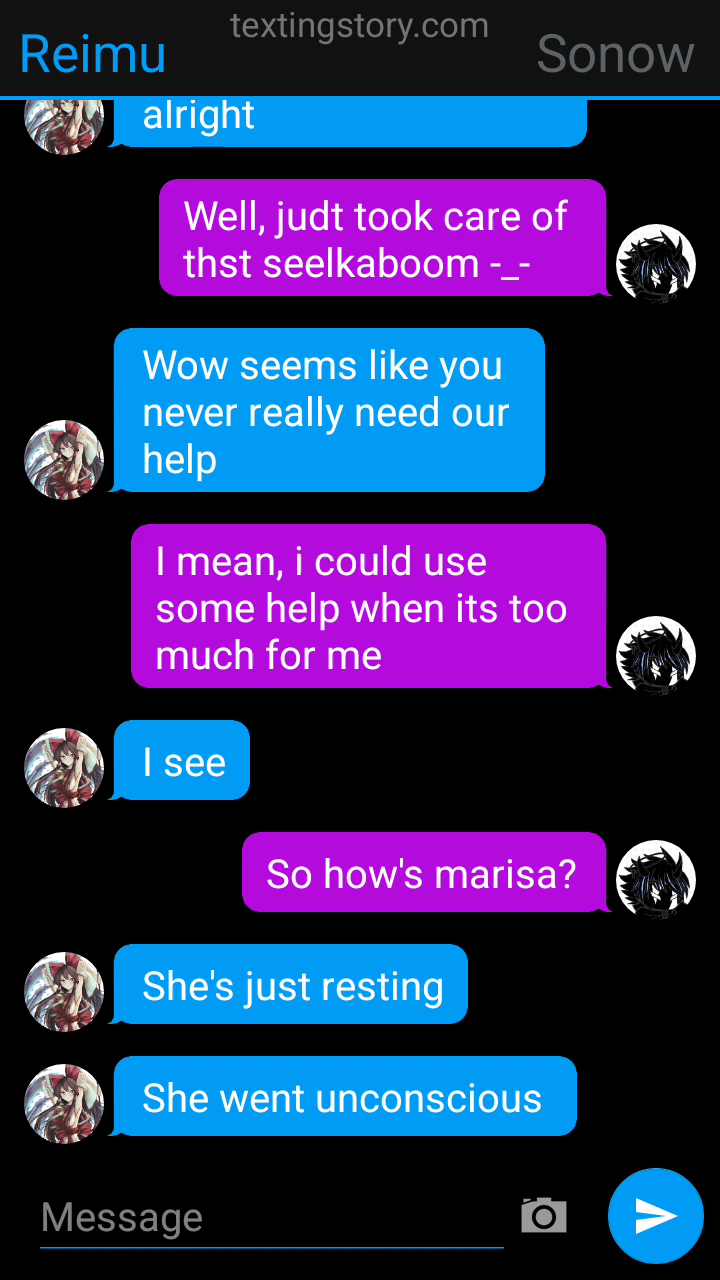 textingstory.com
Reimu
Sonow
alright
Well, judt took care of
thst seelkaboom -_-
Wow seems like you
never really need our
help
I mean, i could use
some help when its too
much for me
I see
So how's marisa?
She's just resting
She went unconscious
Message